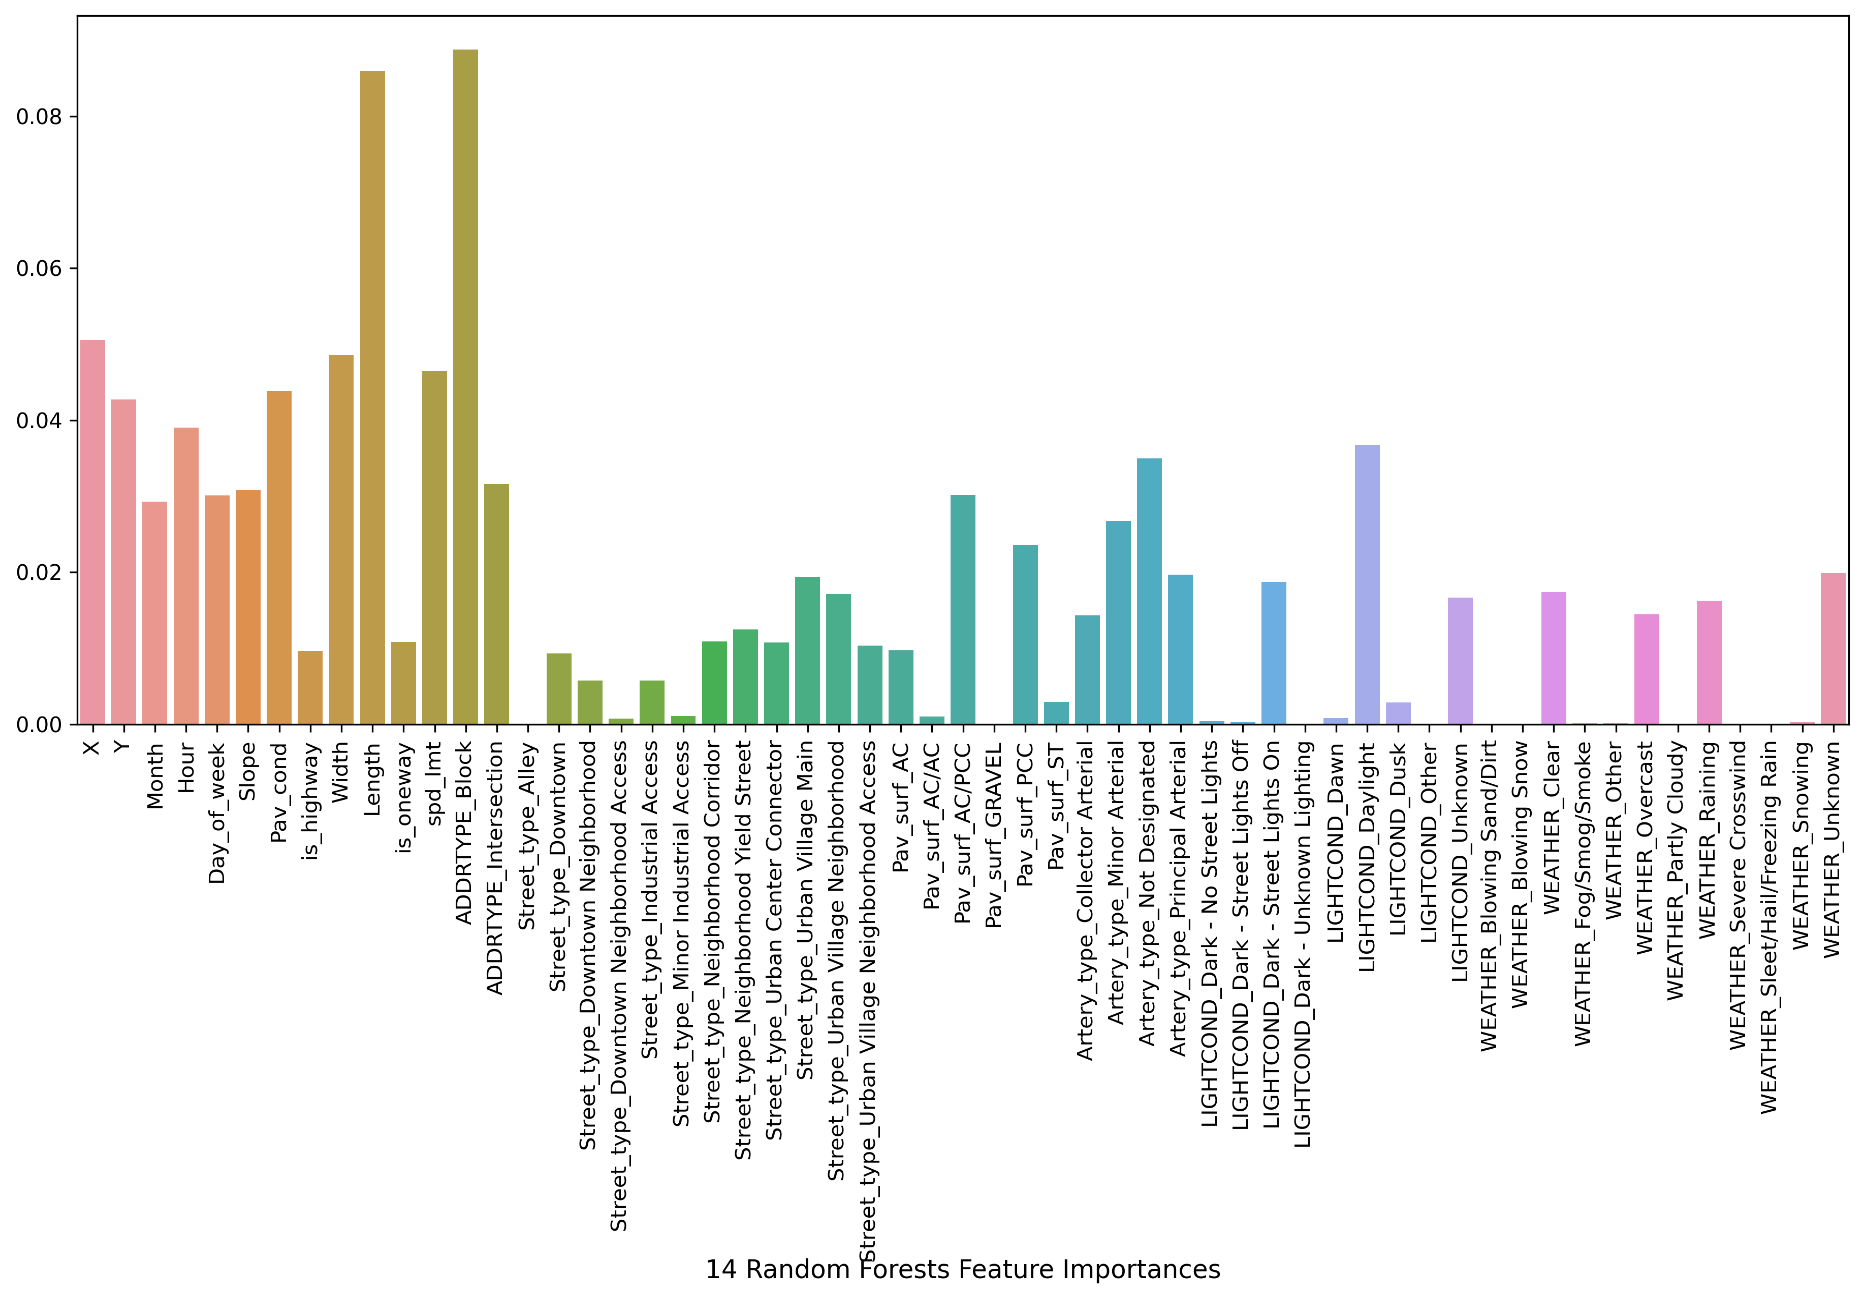 0.08
0.06
0.04
0.02
0.00
X
Y
Month
Hour
Day_of_week
Slope
Pav_cond
is_highway
Width
Length
is_oneway
spd_lmt
ADDRTYPE_Block
ADDRTYPE_Intersection
Street_type_Alley
Street_type_Downtown
Street_type_Downtown Neighborhood
Street_type_Downtown Neighborhood Access
Street_type_Industrial Access
Street_type_Minor Industrial Access
Street_type_Neighborhood Corridor
Street_type_Neighborhood Yield Street
Street_type_Urban Center Connector
Street_type_Urban Village Main
Street_type_Urban Village Neighborhood
Street_type_Urban Village Neighborhood Access
Pav_surf_AC
Pav_surf_AC/AC
Pav_surf_AC/PCC
Pav_surf_GRAVEL
Pav_surf_PCC
Pav_surf_ST
Artery_type_Collector Arterial
Artery_type_Minor Arterial
Artery_type_Not Designated
Artery_type_Principal Arterial
LIGHTCOND_Dark - No Street Lights
LIGHTCOND_Dark - Street Lights Off
LIGHTCOND_Dark - Street Lights On
LIGHTCOND_Dark - Unknown Lighting
LIGHTCOND_Dawn
LIGHTCOND_Daylight
LIGHTCOND_Dusk
LIGHTCOND_Other
LIGHTCOND_Unknown
WEATHER_Blowing Sand/Dirt
WEATHER_Blowing Snow
WEATHER_Clear
WEATHER_Fog/Smog/Smoke
WEATHER_Other
WEATHER_Overcast
WEATHER_Partly Cloudy
WEATHER_Raining
WEATHER_Severe Crosswind
WEATHER_Sleet/Hail/Freezing Rain
WEATHER_Snowing
WEATHER_Unknown
14 Random Forests Feature Importances